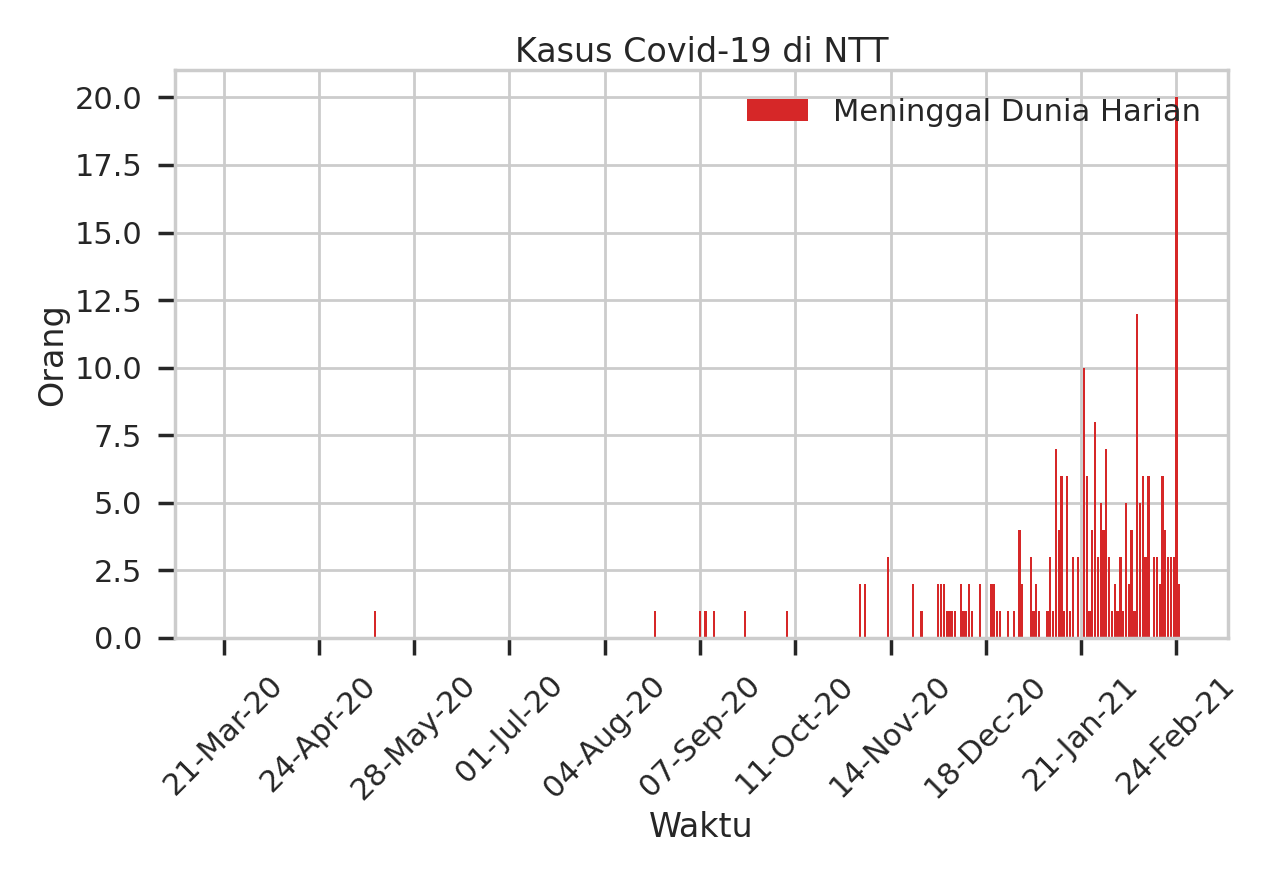 Kasus Covid-19 di NTT
Meninggal Dunia Harian
Orang
20.0
17.5
15.0
12.5
10.0
7.5
5.0
2.5
0.0
21-Mar-20
24-Apr-20
28-May-20
01-Jul-20
04-Aug-20
07-Sep-20
11-Oct-20
14-Nov-20
18-Dec-20
21-Jan-21
24-Feb-21
Waktu